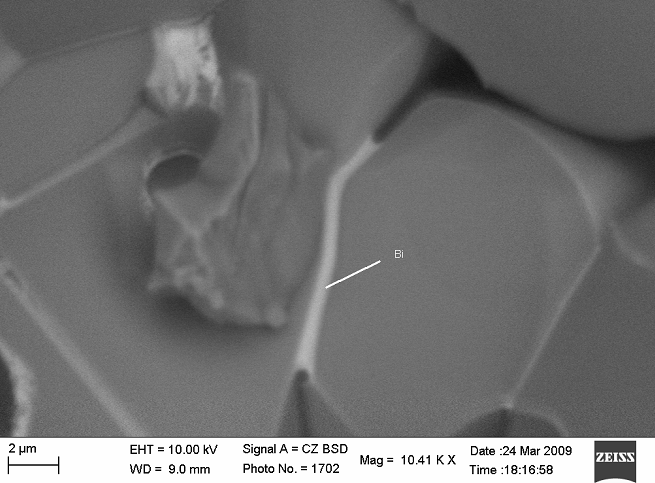 Bi
2 µm
EHT = 10.00 kV
WD = 9.0 mm
Signal A = CZ BSD
Photo No. = 1702
Mag = 10.41 K X
Date :24 Mar 2009
Time :18:16:58
ZEISS